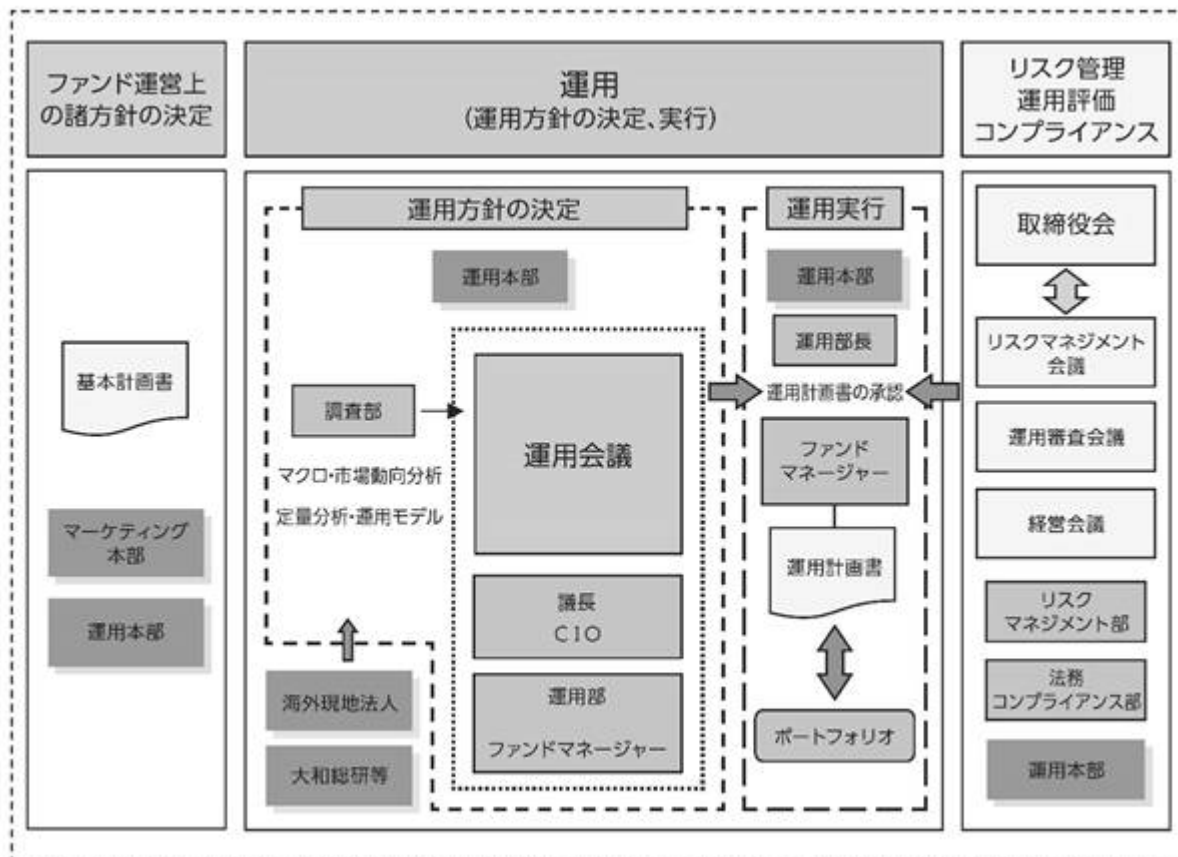 ファンド運営上
の諸方針の決定
運用
(運用方針の決定、実行)
リスク管理
運用評価
コンプライアンス
基本計画書
マーケティング
本部
運用本部
運用方針の決定
運用本部
調査部
マクロ・市場動向分析
定量分析・運用モデル
海外現地法人
大和総研等
運用会議
議長
CIO
運用部
ファンドマネージャー
運用実行
運用本部
運用部長
運用計画書の承認
ファンド
マネージャー
運用計画書
ポートフォリオ
取締役会
リスクマネジメント
会議
運用審査会議
経営会議
リスク
マネジメント部
法務
コンプライアンス部
運用本部